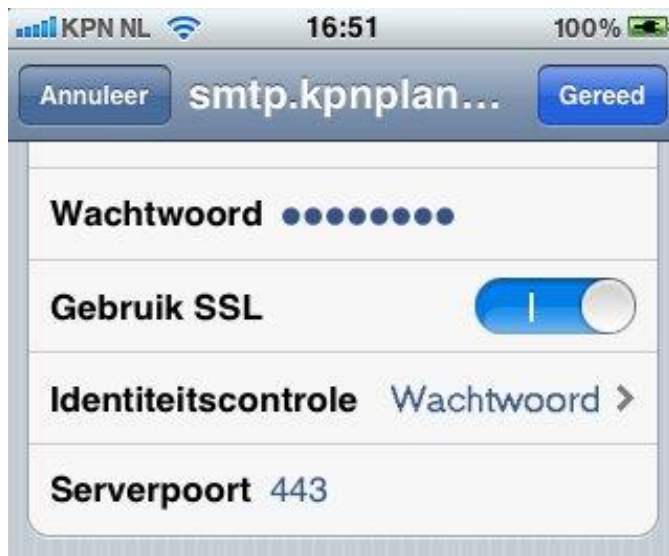 KPN NL 16:51 100%
Annuleer smtp.kpnplan... Gereed
Wachtwoord ●●●●●●●●
Gebruik SSL
Identiteitscontrole Wachtwoord >
Serverpoort 443